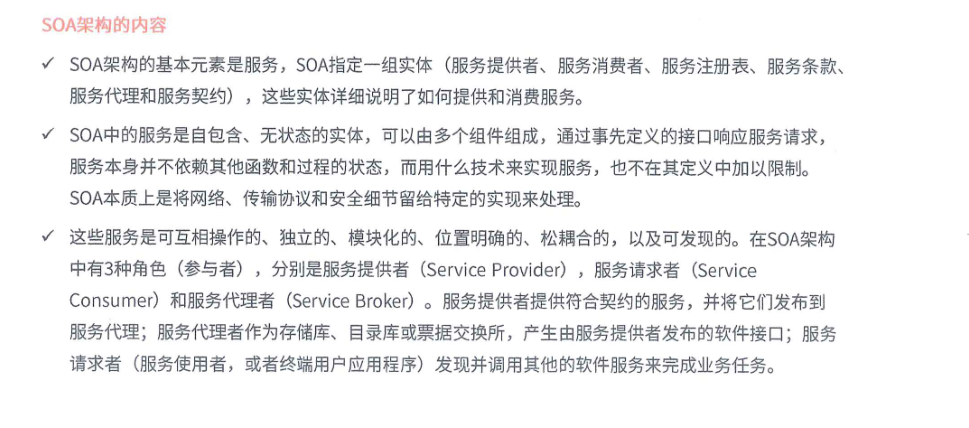 SOA架构的内容
✓ SOA架构的基本元素是服务，SOA指定一组实体（服务提供者、服务消费者、服务注册表、服务条款、
服务代理和服务契约），这些实体详细说明了如何提供和消费服务。
✓ SOA中的服务是自包含、无状态的实体，可以由多个组件组成，通过事先定义的接口响应服务请求，
服务本身并不依赖其他函数和过程的状态，而用什么技术来实现服务，也不在其定义中加以限制。
SOA本质上是将网络、传输协议和安全细节留给特定的实现来处理。
✓ 这些服务是可互相操作的、独立的、模块化的、位置明确的、松耦合的，以及可发现的。在SOA架构
中有3种角色（参与者），分别是服务提供者（Service Provider），服务请求者（Service
Consumer）和服务代理者（Service Broker）。服务提供者提供符合契约的服务，并将它们发布到
服务代理；服务代理者作为存储库、目录库或票据交换所，产生由服务提供者发布的软件接口；服务
请求者（服务使用者，或者终端用户应用程序）发现并调用其他的软件服务来完成业务任务。